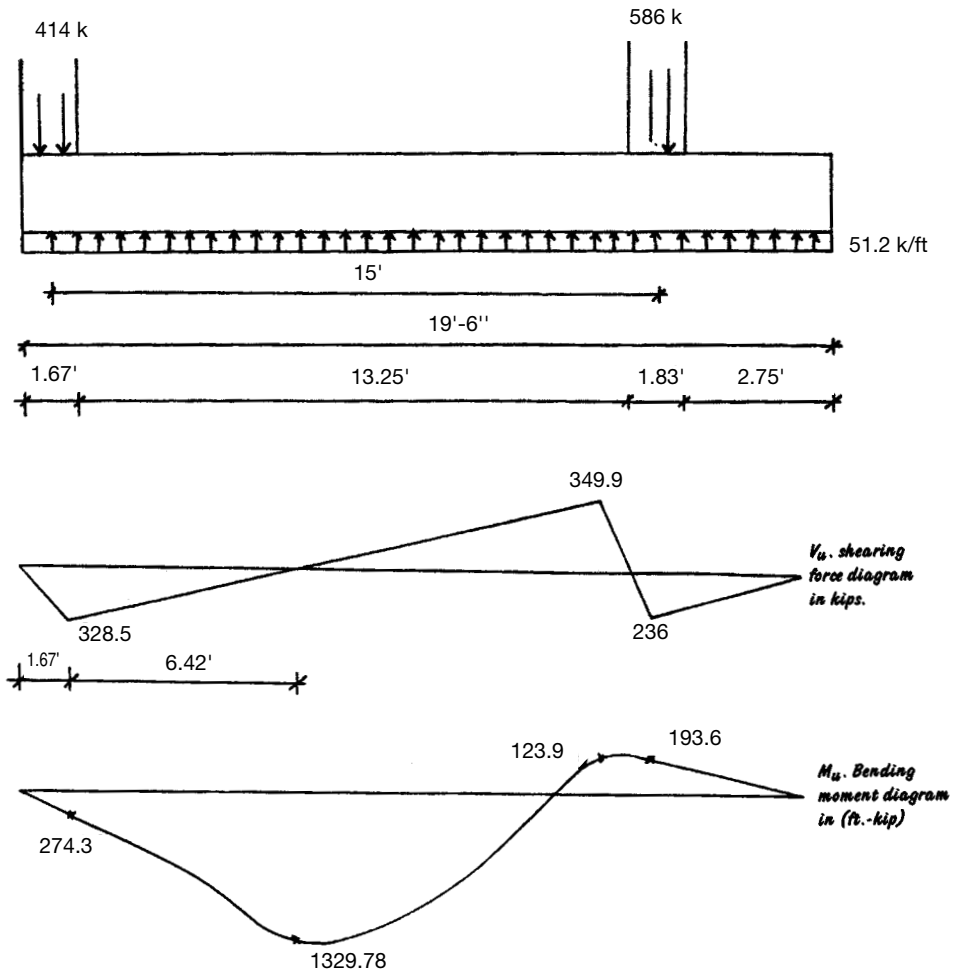 414 k
586 k
51.2 k/ft
15'
19'-6''
1.67'
13.25'
1.83'
2.75'
349.9
Vu. shearing
force diagram
in kips.
328.5
236
1.67'
6.42'
123.9
193.6
Mu. Bending
moment diagram
in (ft.-kip)
274.3
1329.78